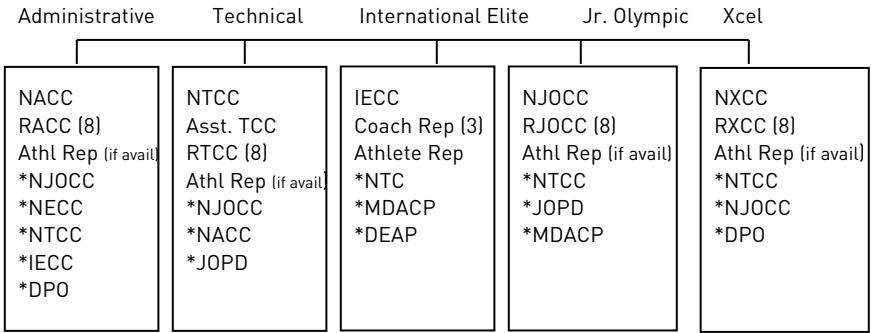 Administrative Technical International Elite Jr. Olympic Xcel
NACC
RACC (8)
Athl Rep (if avail)
*NJOCC
*NECC
*NTCC
*IECC
*DPO
NTCC
Asst. TCC
RTCC (8)
Athl Rep (if avail)
*NJOCC
*NACC
*JOPD
IECC
Coach Rep (3)
Athlete Rep
*NTC
*MDACP
*DEAP
NJOCC
RJOCC (8)
Athl Rep (if avail)
*NTCC
*JOPD
*MDACP
NXCC
RXCC (8)
Athl Rep (if avail)
*NTCC
*NJOCC
*DPO